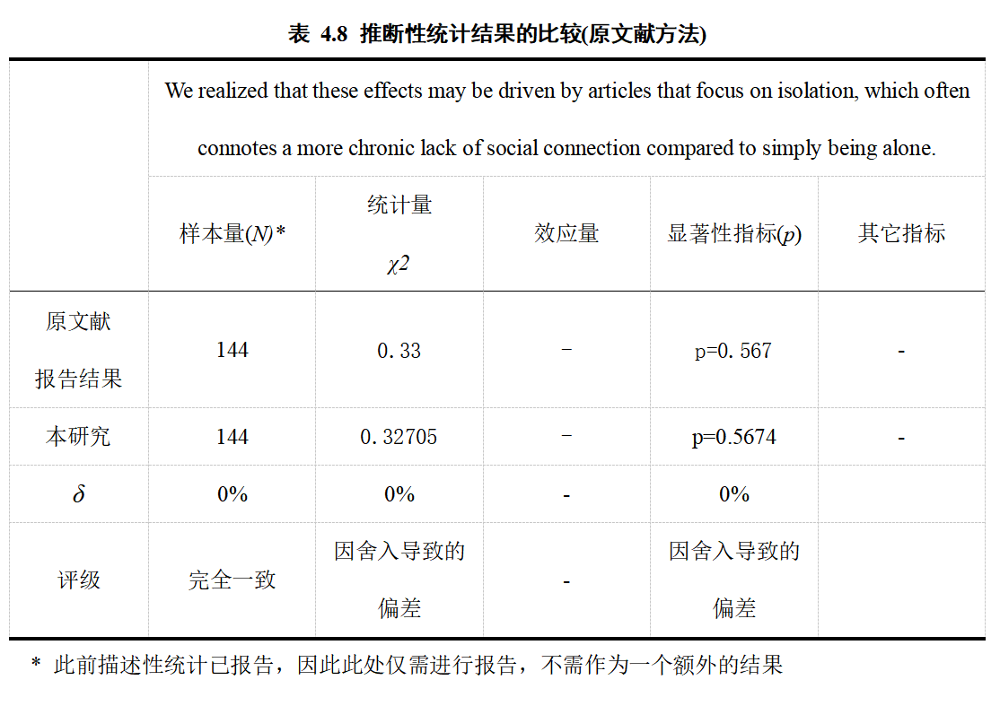 表 4.8 推断性统计结果的比较(原文献方法)
We realized that these effects may be driven by articles that focus on isolation, which often
connotes a more chronic lack of social connection compared to simply being alone.
样本量(N)*
统计量
χ2
效应量
显著性指标(p)
其它指标
原文献
报告结果
144
0.33
-
p=0.567
-
本研究
144
0.32705
-
p=0.5674
-
δ
0%
0%
-
0%
评级
完全一致
因舍入导致的
偏差
-
因舍入导致的
偏差
* 此前描述性统计已报告，因此此处仅需进行报告，不需作为一个额外的结果